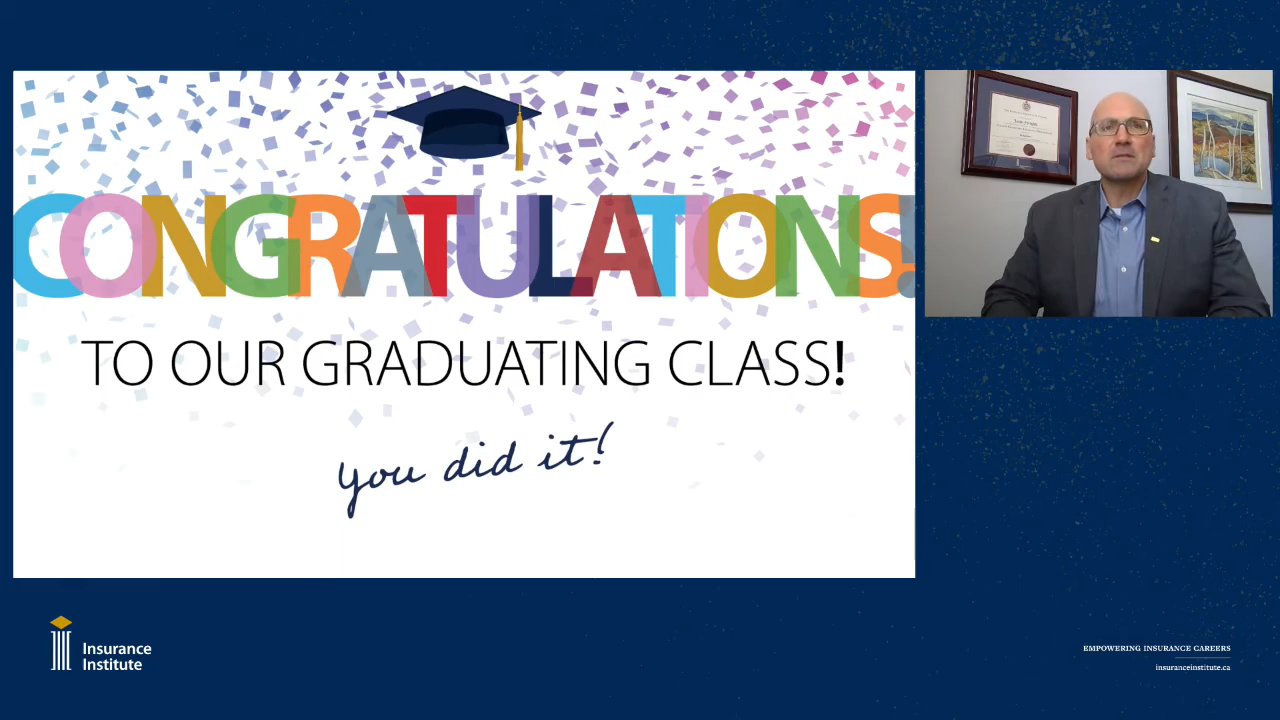 CONGRATULATIONS!
TO OUR GRADUATING CLASS!
you did it!
Insurance
Institute
EMPOWERING INSURANCE CAREERS
insuranceinstitute.ca